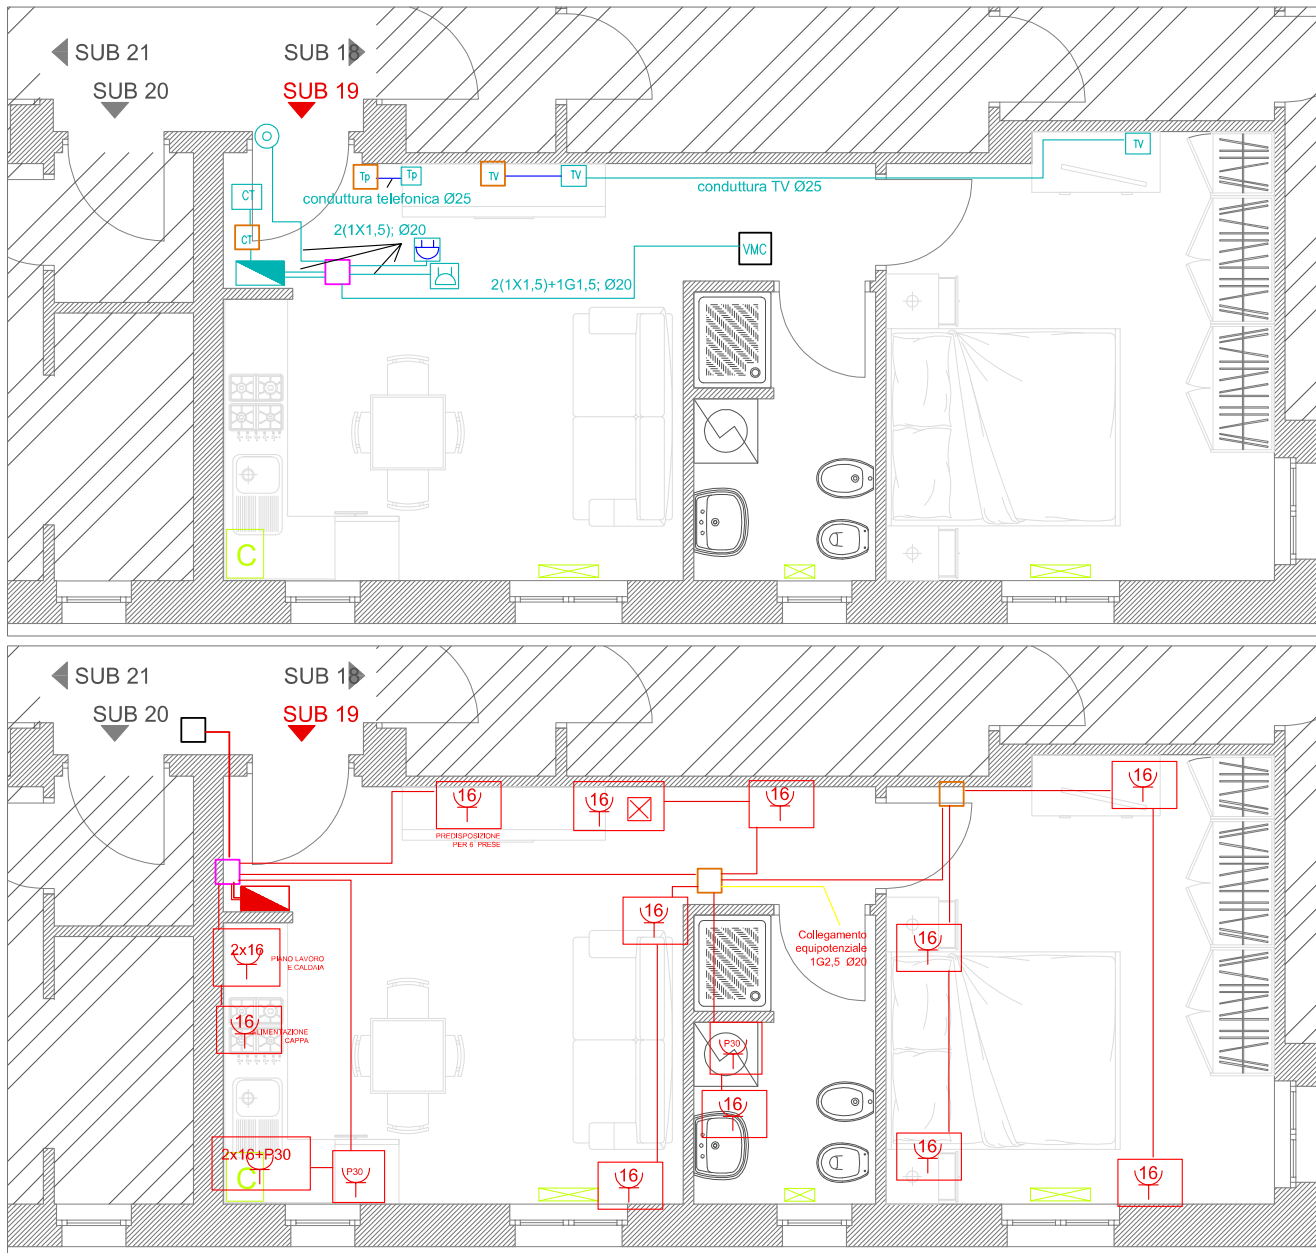 SUB 21
SUB 18
SUB 20
SUB 19
TV
Tp
Tp
TV
TV
conduttura TV Ø25
CT
conduttura telefonica Ø25
2(1X1,5); Ø20
CT
VMC
2(1X1,5)+1G1,5; Ø20
C
SUB 21
SUB 18
SUB 20
SUB 19
16
16
16
16
PREDISPOSIZIONE
PER 6 PRESE
16
Collegamento
equipotenziale
1G2,5 Ø20
16
2x16
PIANO LAVORO
E CALDAIA
16
ALIMENTAZIONE
CAPPA
P30
16
2x16+P30
C
P30
16
16
16